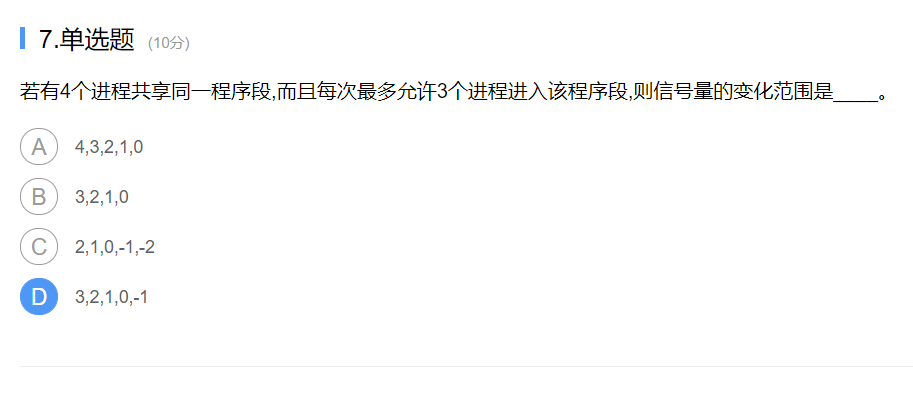 7.单选题 (10分)
若有4个进程共享同一程序段,而且每次最多允许3个进程进入该程序段,则信号量的变化范围是____。
A 4,3,2,1,0
B 3,2,1,0
C 2,1,0,-1,-2
D 3,2,1,0,-1